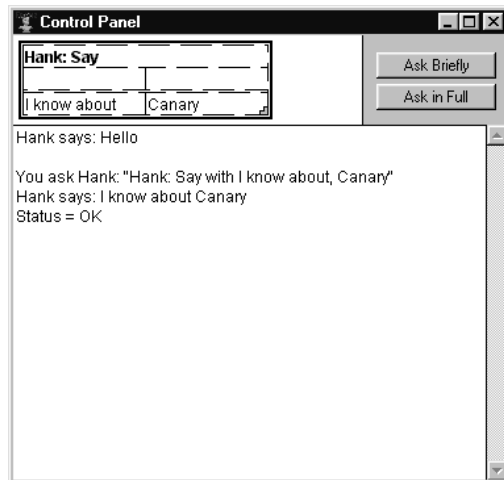 Control Panel
Hank: Say
I know about Canary
Ask Briefly
Ask in Full
Hank says: Hello
You ask Hank: "Hank: Say with I know about, Canary"
Hank says: I know about Canary
Status = OK